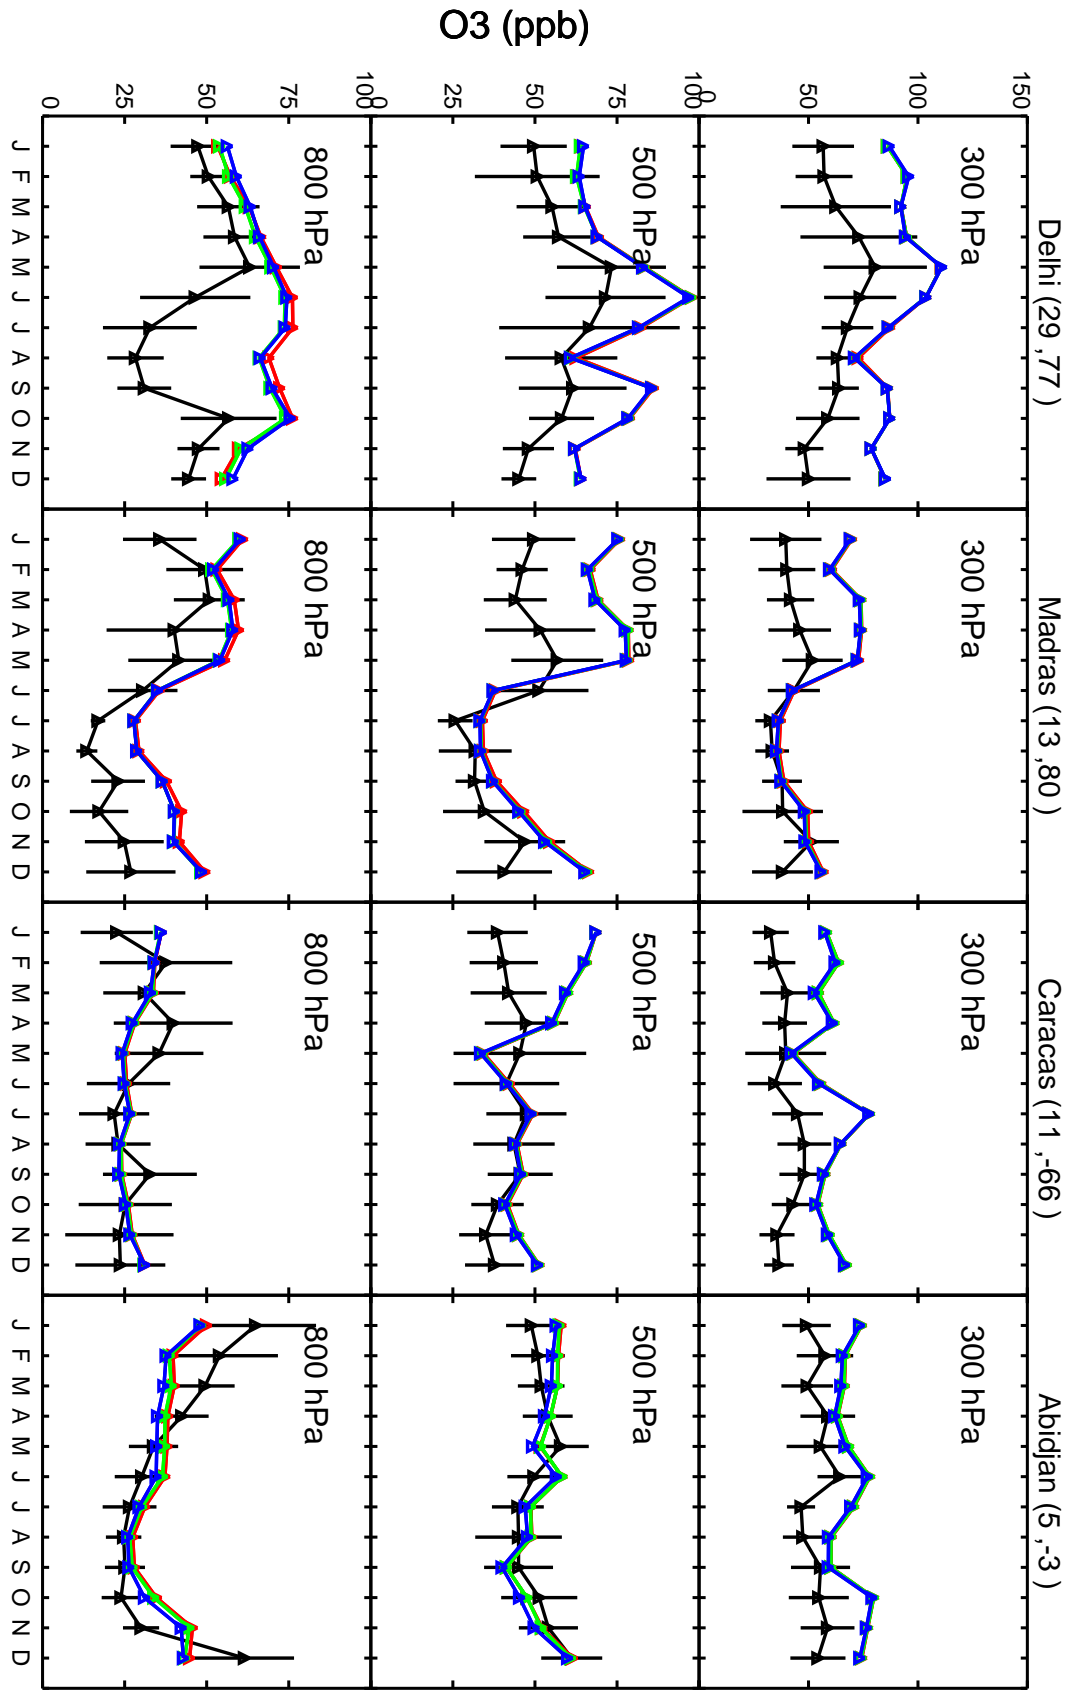 O3 (ppb)
Delhi (29 ,77 )
Madras (13 ,80 )
Caracas (11 ,-66 )
Abidjan (5 ,-3 )
150
100
50
0
300 hPa
300 hPa
300 hPa
300 hPa
100
75
50
25
0
500 hPa
500 hPa
500 hPa
500 hPa
100
75
50
25
0
800 hPa
800 hPa
800 hPa
800 hPa
J F M A M J J A S O N D
J F M A M J J A S O N D
J F M A M J J A S O N D
J F M A M J J A S O N D